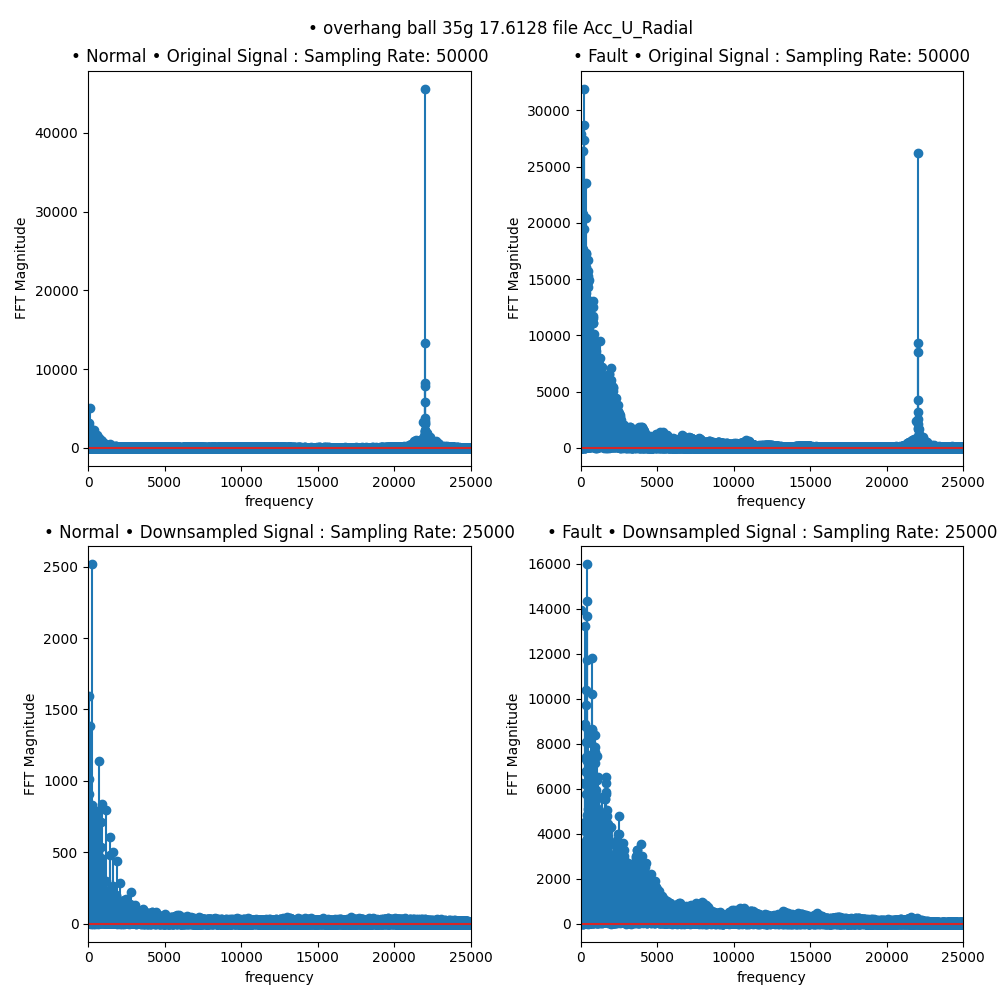 • overhang ball 35g 17.6128 file Acc_U_Radial
• Normal • Original Signal : Sampling Rate: 50000
FFT Magnitude
40000
30000
20000
10000
0
0 5000 10000 15000 20000 25000
frequency
• Fault • Original Signal : Sampling Rate: 50000
FFT Magnitude
30000
25000
20000
15000
10000
5000
0
0 5000 10000 15000 20000 25000
frequency
• Normal • Downsampled Signal : Sampling Rate: 25000
FFT Magnitude
2500
2000
1500
1000
500
0
0 5000 10000 15000 20000 25000
frequency
• Fault • Downsampled Signal : Sampling Rate: 25000
FFT Magnitude
16000
14000
12000
10000
8000
6000
4000
2000
0
0 5000 10000 15000 20000 25000
frequency